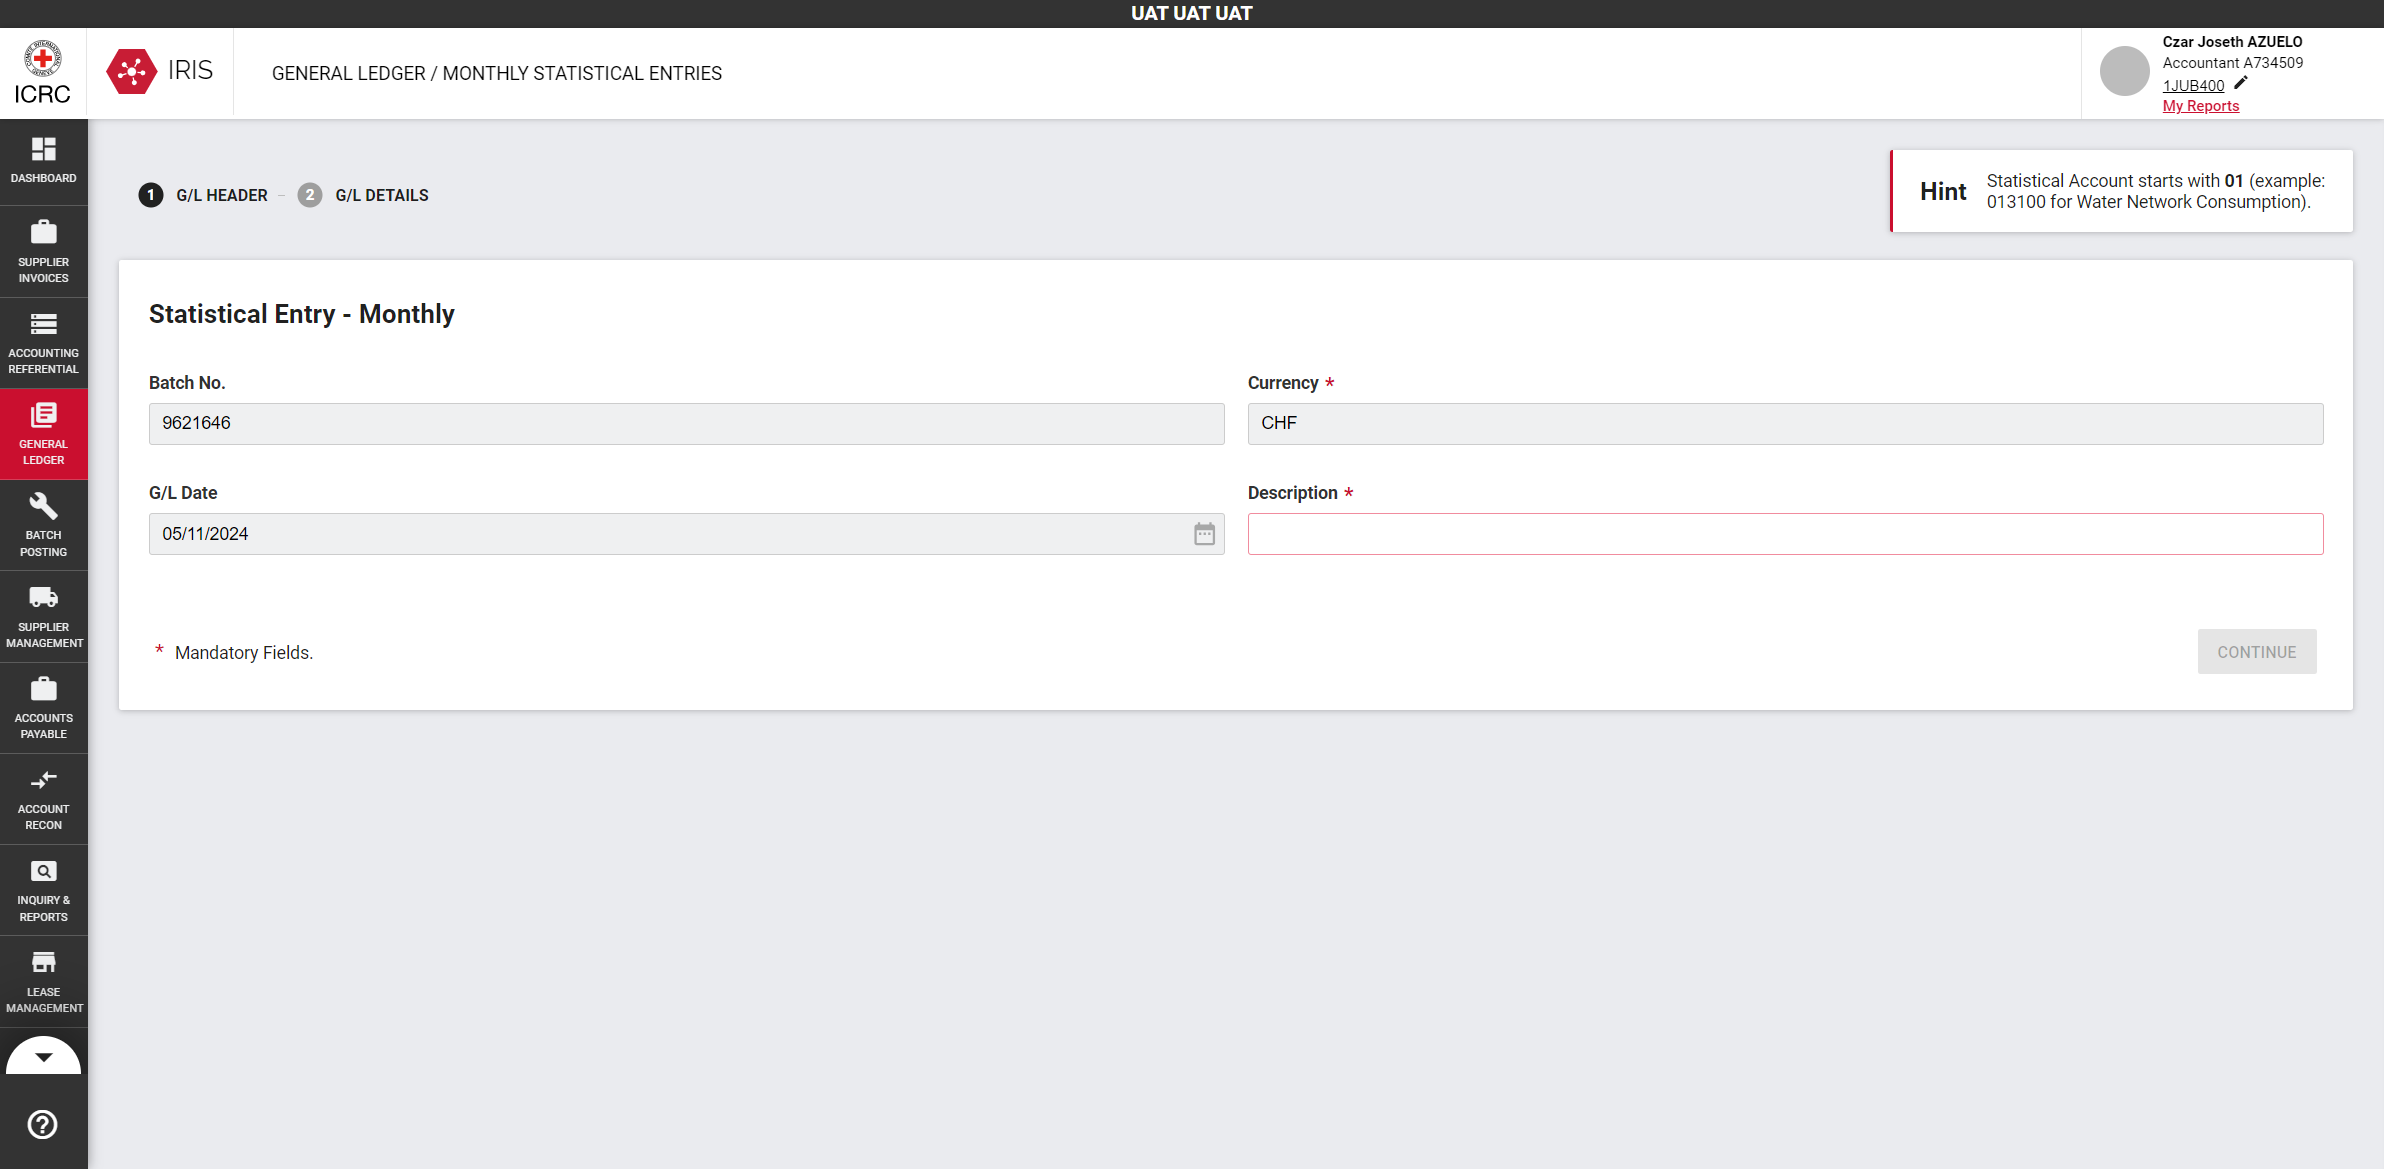 UAT UAT UAT
ICRC
IRIS
GENERAL LEDGER / MONTHLY STATISTICAL ENTRIES
Czar Joseth AZUELO
Accountant A734509
1JUB400
My Reports
DASHBOARD
SUPPLIER
INVOICES
ACCOUNTING
REFERENTIAL
GENERAL
LEDGER
BATCH
POSTING
SUPPLIER
MANAGEMENT
ACCOUNTS
PAYABLE
ACCOUNT
RECON
INQUIRY &
REPORTS
LEASE
MANAGEMENT
1 G/L HEADER – 2 G/L DETAILS
Hint
Statistical Account starts with 01 (example:
013100 for Water Network Consumption).
Statistical Entry - Monthly
Batch No.
9621646
Currency *
CHF
G/L Date
05/11/2024
Description *
* Mandatory Fields.
CONTINUE